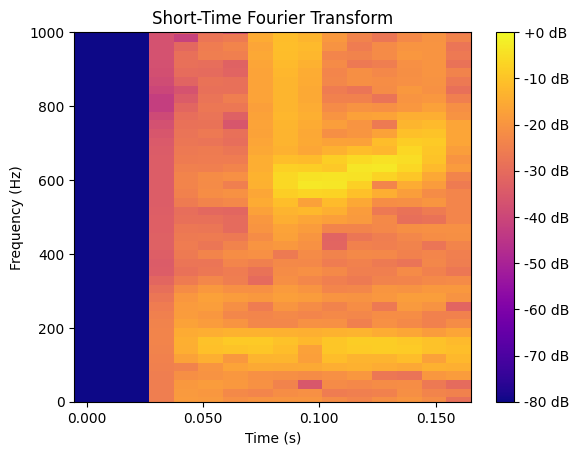 Short-Time Fourier Transform
1000
800
600
400
200
0
Frequency (Hz)
0.000
0.050
0.100
0.150
Time (s)
+0 dB
-10 dB
-20 dB
-30 dB
-40 dB
-50 dB
-60 dB
-70 dB
-80 dB